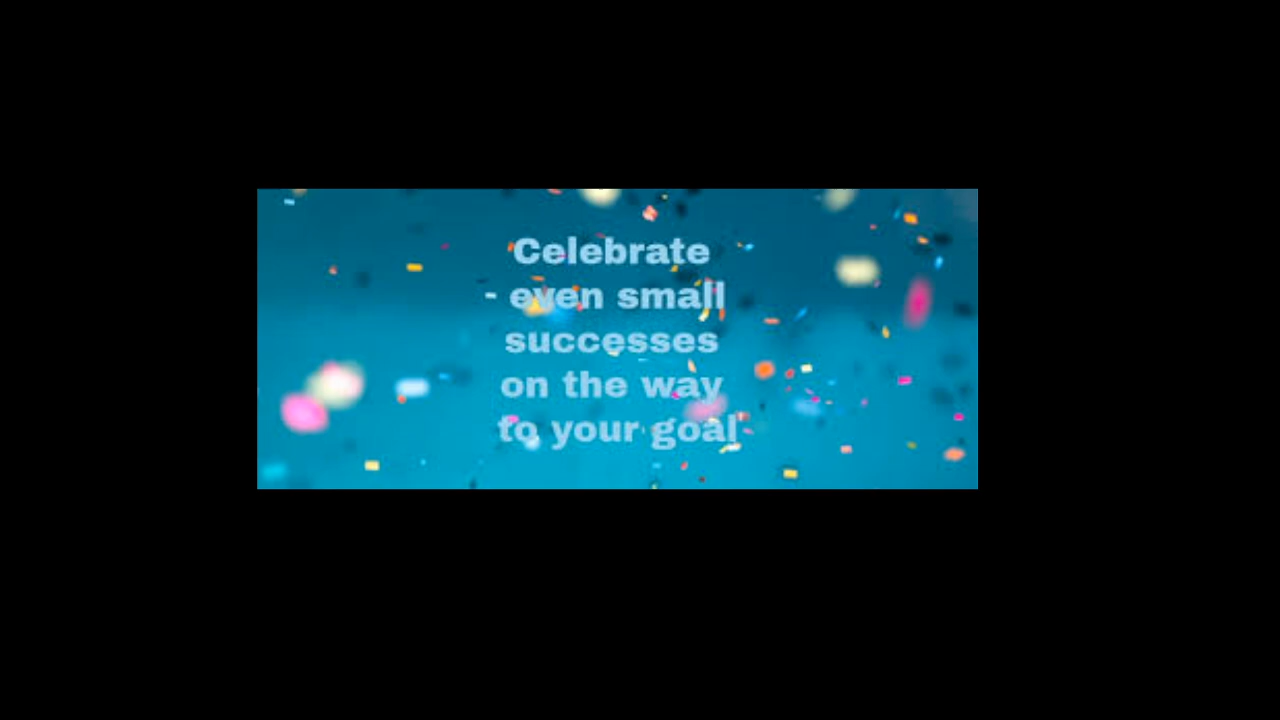 Celebrate
even small
successes
on the way
to your goal